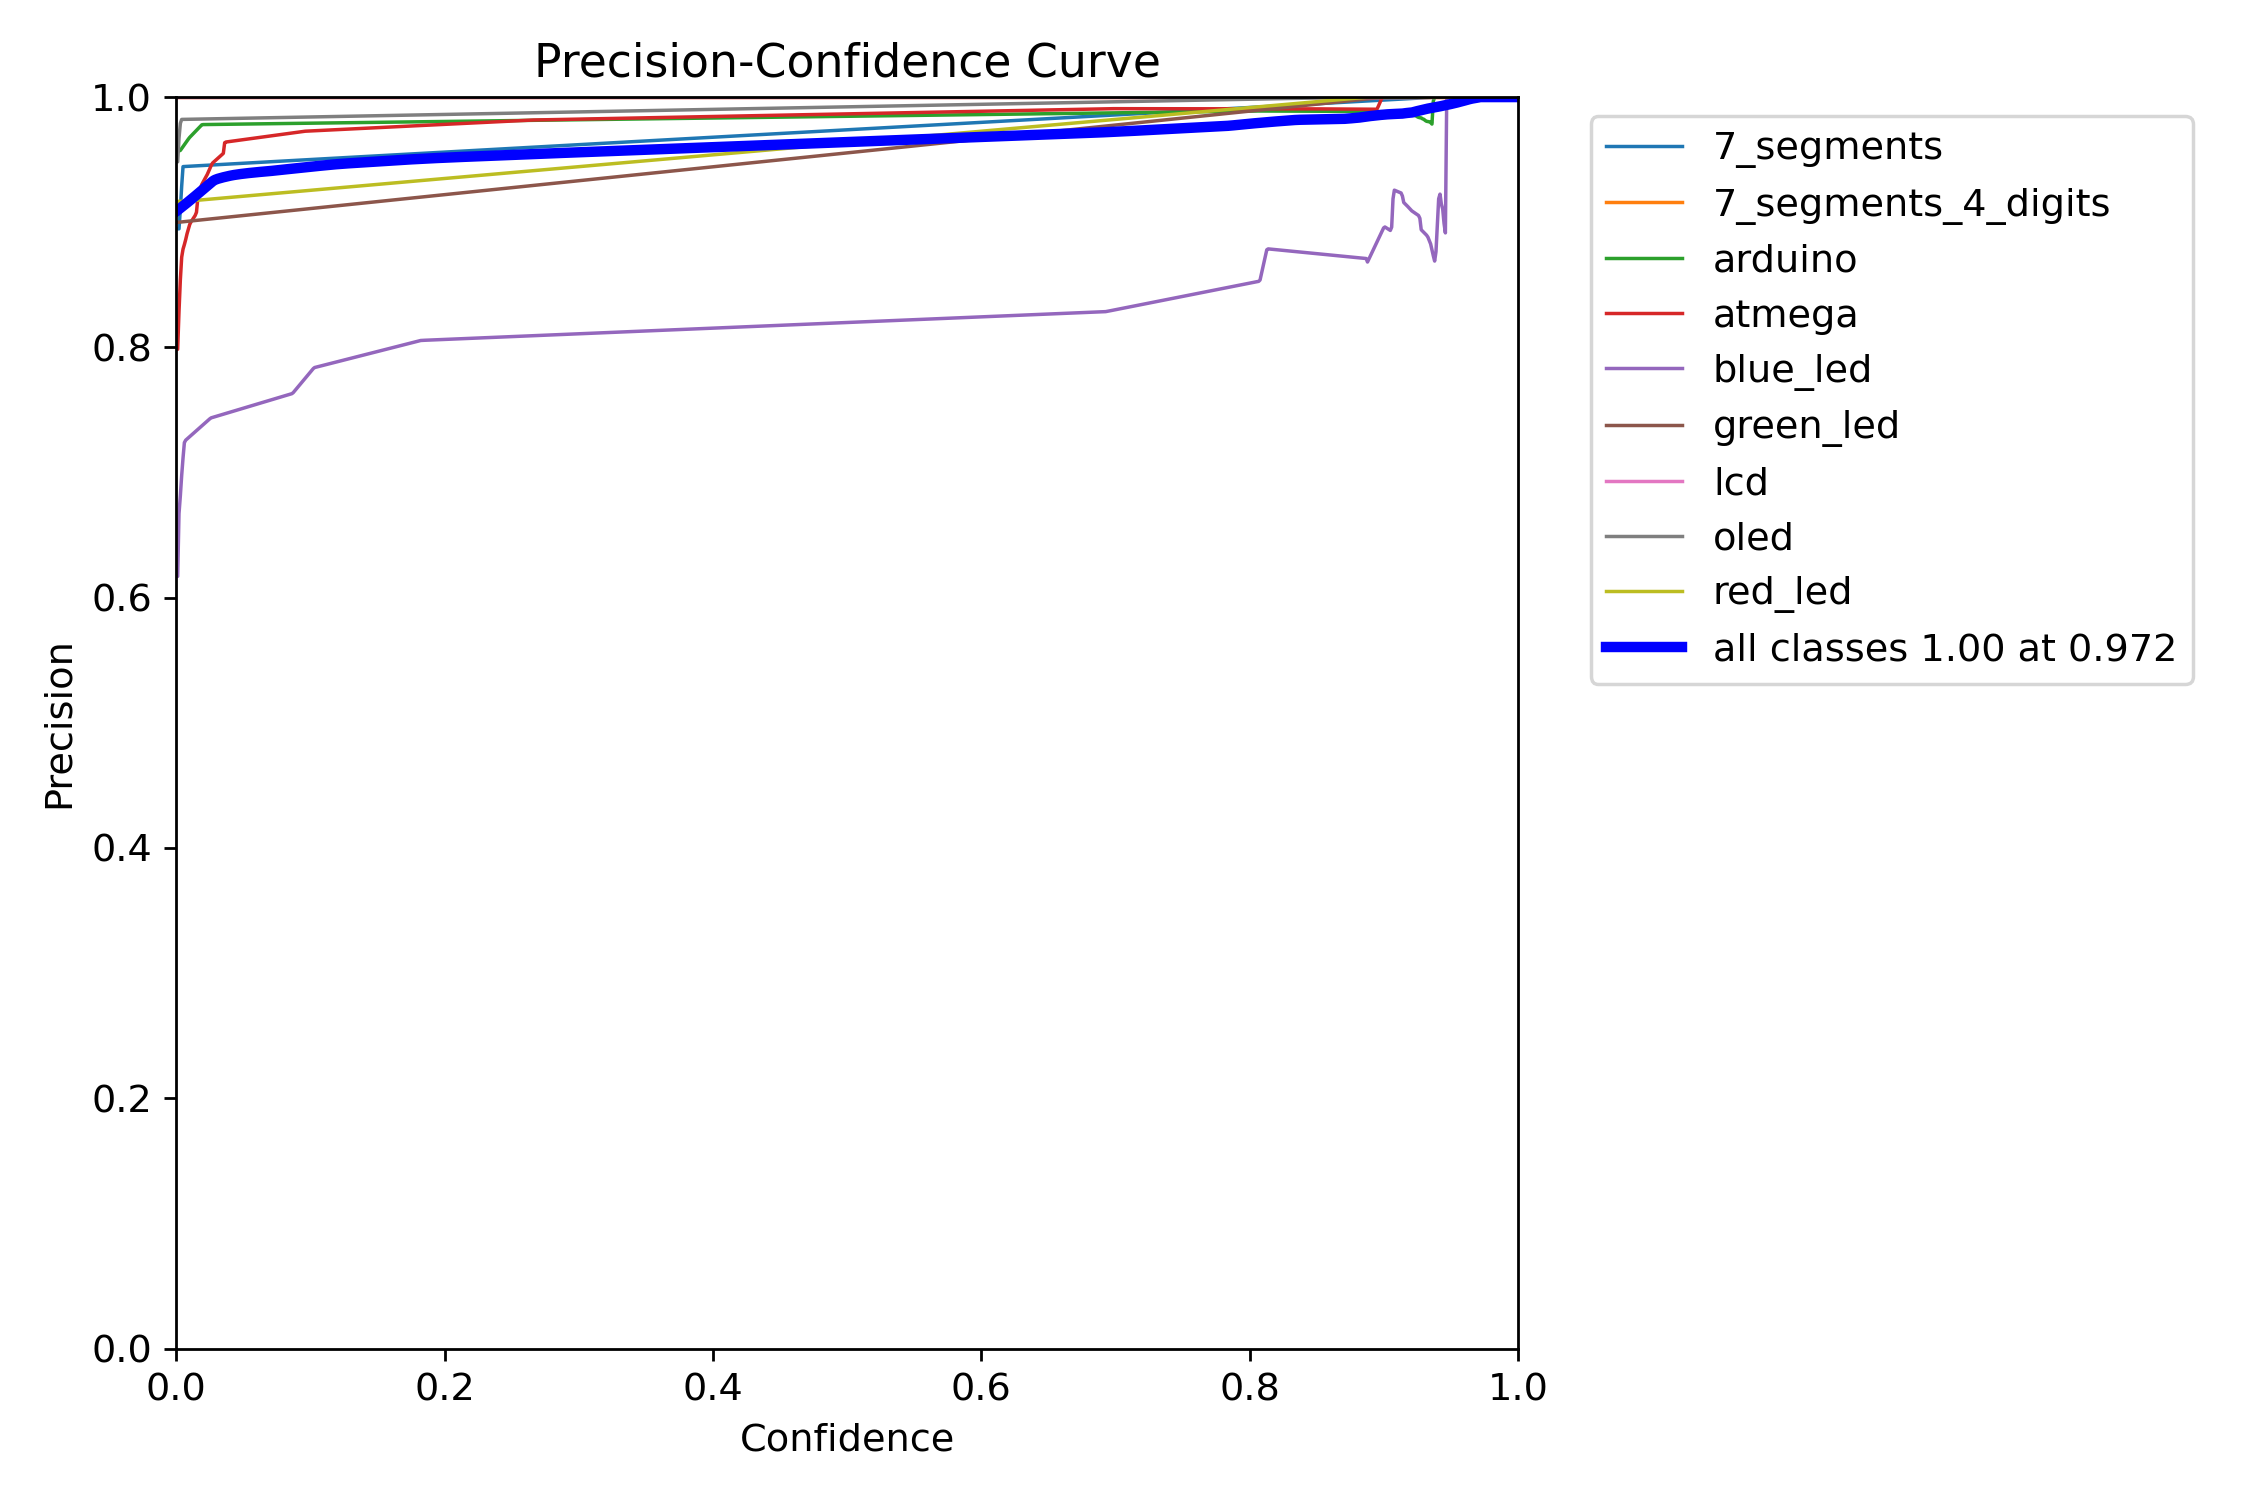 Precision-Confidence Curve
1.0
0.8
0.6
0.4
0.2
0.0
Precision
0.0 0.2 0.4 0.6 0.8 1.0
Confidence
7_segments
7_segments_4_digits
arduino
atmega
blue_led
green_led
lcd
oled
red_led
all classes 1.00 at 0.972